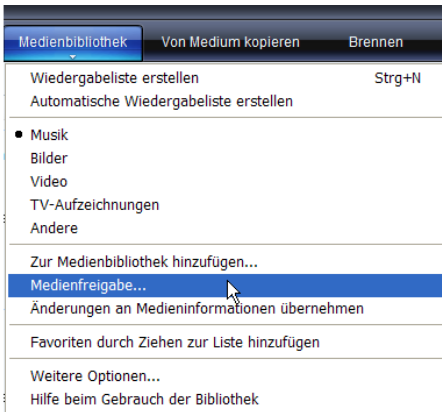 Medienbibliothek Von Medium kopieren Brennen
Wiedergabeliste erstellen Strg+N
Automatische Wiedergabeliste erstellen
Musik
Bilder
Video
TV-Aufzeichnungen
Andere
Zur Medienbibliothek hinzufügen...
Medienfreigabe...
Änderungen an Medieninformationen übernehmen
Favoriten durch Ziehen zur Liste hinzufügen
Weitere Optionen...
Hilfe beim Gebrauch der Bibliothek